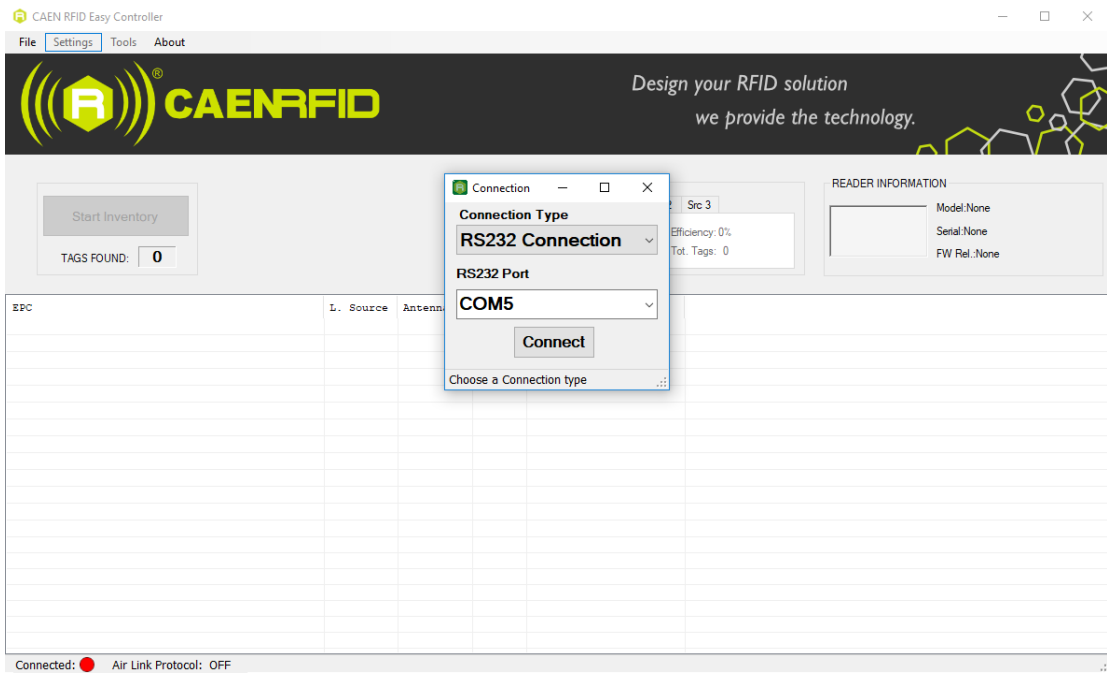 CAEN RFID Easy Controller
File Settings Tools About
CAENRFID
®
Design your RFID solution
we provide the technology.
Start Inventory
TAGS FOUND: 0
Connection
Connection Type
RS232 Connection
RS232 Port
COM5
Connect
Choose a Connection type
Src 3
Efficiency: 0%
Tot. Tags: 0
READER INFORMATION
Model:None
Serial:None
FW Rel.:None
EPC L. Source Antenna
Connected: Air Link Protocol: OFF